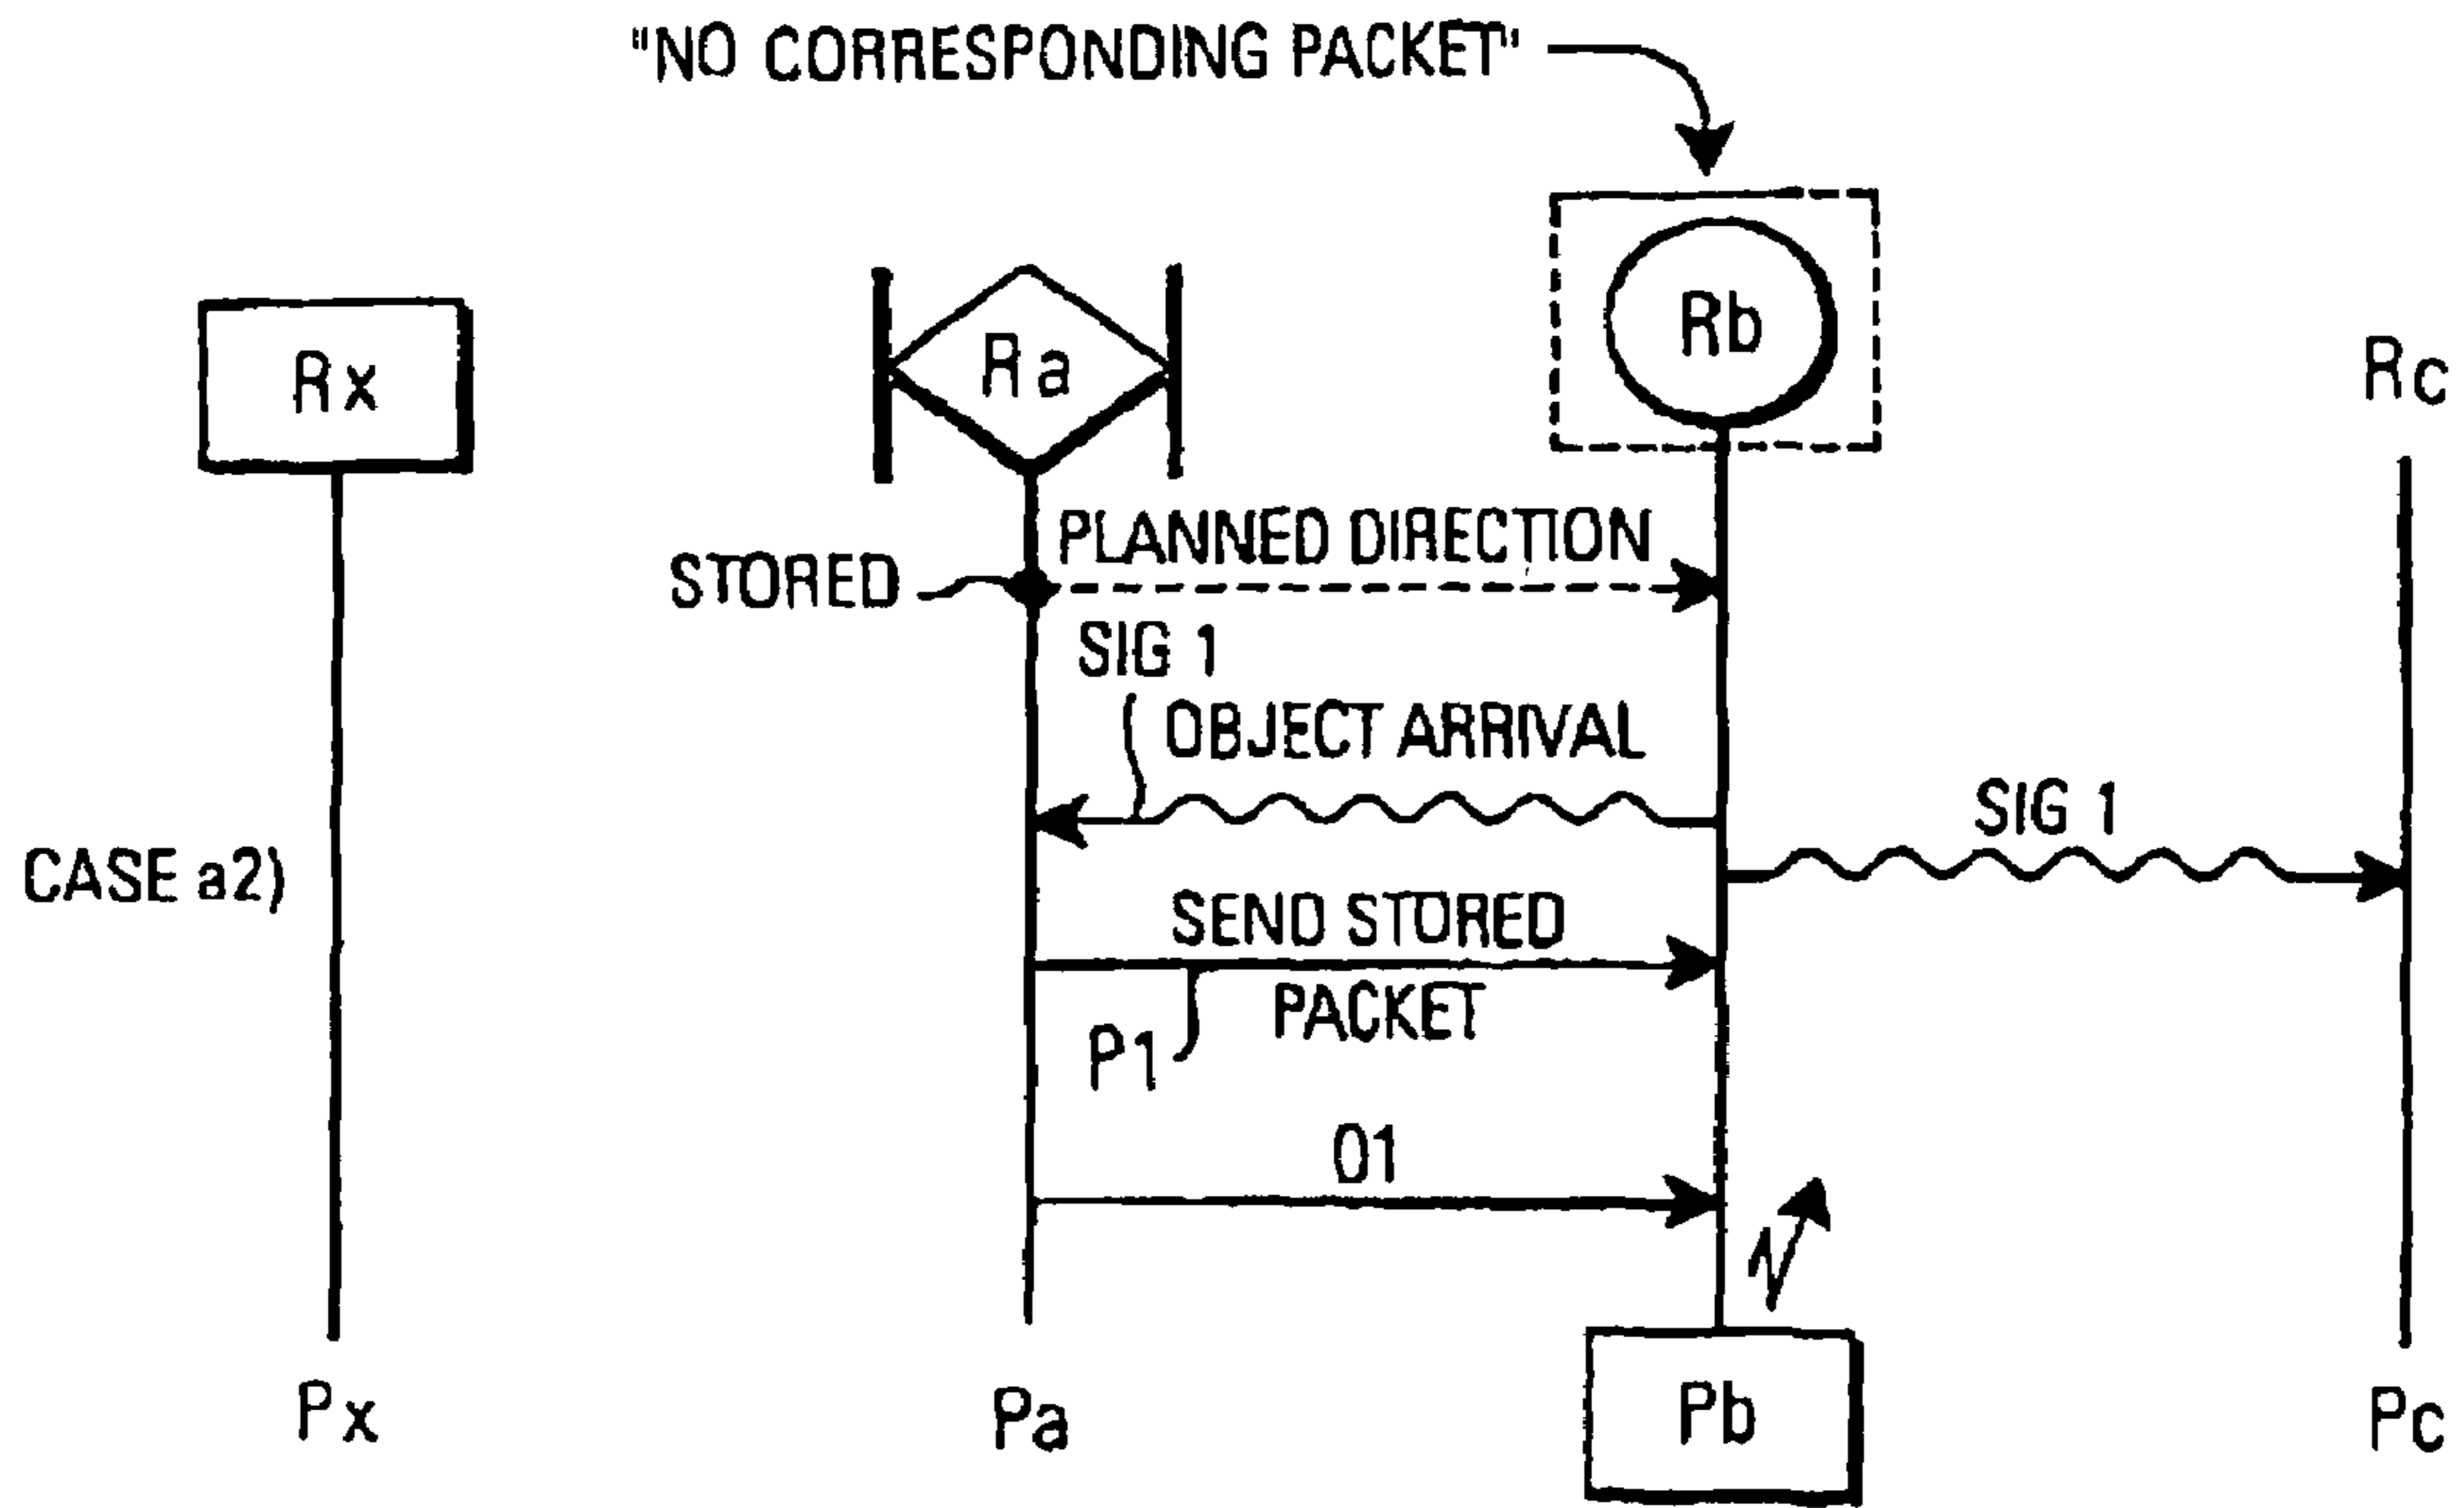 "NO CORRESPONDING PACKET"
Rx
Ra
Rb
Rc
PLANNED DIRECTION
STORED
SIG 1
OBJECT ARRIVAL
SIG 1
CASE a2)
SEND STORED
PACKET
P1
01
Px
Pa
Pb
Pc